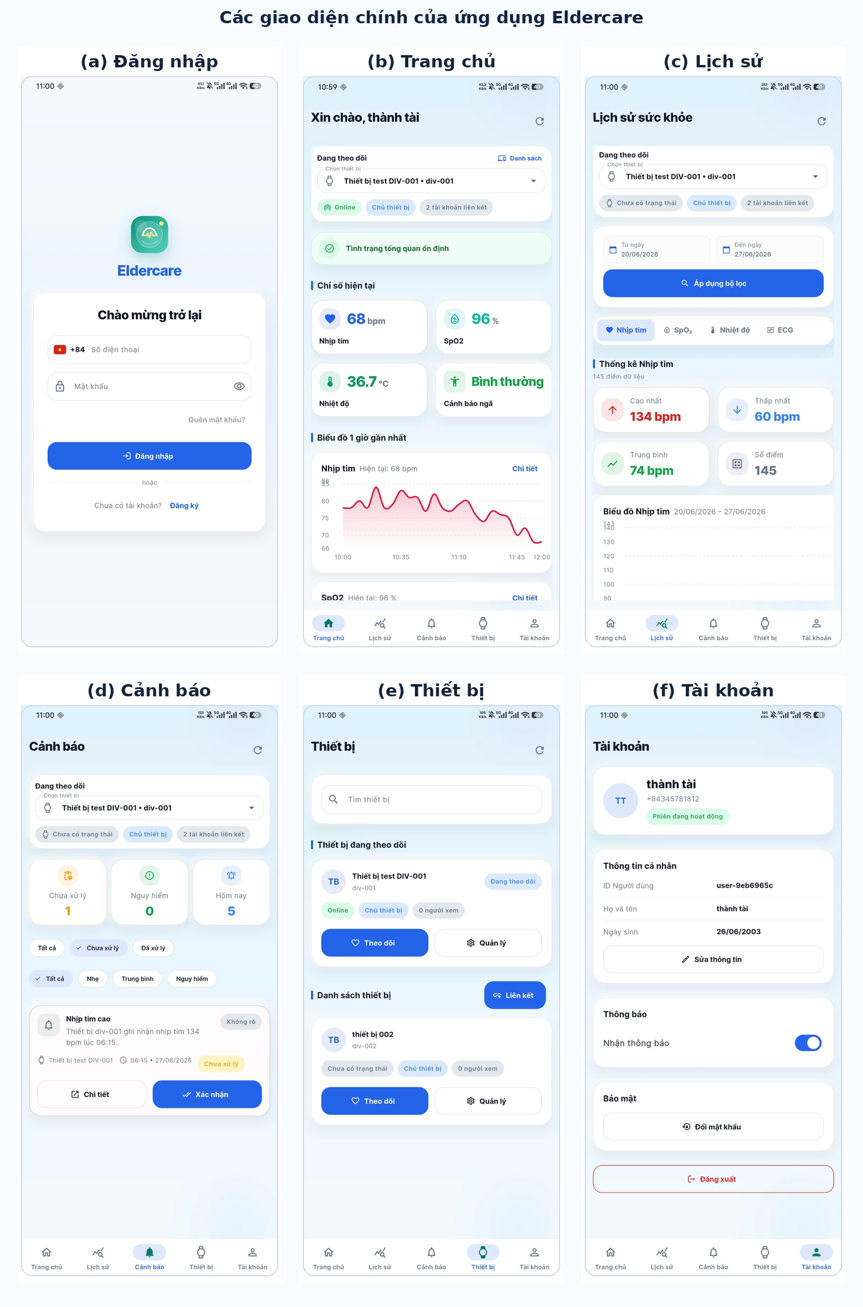 Các giao diện chính của ứng dụng Eldercare
(a) Đăng nhập
11:00
Eldercare
Chào mừng trở lại
+84 Số điện thoại
Mật khẩu
Quên mật khẩu?
Đăng nhập
hoặc
Chưa có tài khoản? Đăng ký
(b) Trang chủ
10:59
Xin chào, thành tài
Đang theo dõi Danh sách
Chọn thiết bị
Thiết bị test DIV-001 • div-001
Online Chủ thiết bị 2 tài khoản liên kết
Tình trạng tổng quan ổn định
Chỉ số hiện tại
68 bpm
Nhịp tim
96 %
SpO2
36.7 °C
Nhiệt độ
Bình thường
Cảnh báo ngã
Biểu đồ 1 giờ gần nhất
Nhịp tim Hiện tại: 68 bpm Chi tiết
86
85
80
75
70
66
10:00 10:35 11:10 11:45 12:00
SpO2 Hiện tại: 96 % Chi tiết
Trang chủ Lịch sử Cảnh báo Thiết bị Tài khoản
(c) Lịch sử
11:00
Lịch sử sức khỏe
Đang theo dõi
Chọn thiết bị
Thiết bị test DIV-001 • div-001
Chưa có trạng thái Chủ thiết bị 2 tài khoản liên kết
Từ ngày
20/06/2026
Đến ngày
27/06/2026
Áp dụng bộ lọc
Nhịp tim SpO₂ Nhiệt độ ECG
Thống kê Nhịp tim
145 điểm dữ liệu
Cao nhất
134 bpm
Thấp nhất
60 bpm
Trung bình
74 bpm
Số điểm
145
Biểu đồ Nhịp tim 20/06/2026 – 27/06/2026
143
140
130
120
110
100
90
Trang chủ Lịch sử Cảnh báo Thiết bị Tài khoản
(d) Cảnh báo
11:00
Cảnh báo
Đang theo dõi
Chọn thiết bị
Thiết bị test DIV-001 • div-001
Chưa có trạng thái Chủ thiết bị 2 tài khoản liên kết
Chưa xử lý
1
Nguy hiểm
0
Hôm nay
5
Tất cả Chưa xử lý Đã xử lý
Tất cả Nhẹ Trung bình Nguy hiểm
Nhịp tim cao Không rõ
Thiết bị div-001 ghi nhận nhịp tim 134
bpm lúc 06:15.
Thiết bị test DIV-001 06:15 • 27/06/2026 Chưa xử lý
Chi tiết Xác nhận
Trang chủ Lịch sử Cảnh báo Thiết bị Tài khoản
(e) Thiết bị
11:00
Thiết bị
Tìm thiết bị
Thiết bị đang theo dõi
TB Thiết bị test DIV-001 Đang theo dõi
div-001
Online Chủ thiết bị 0 người xem
Theo dõi Quản lý
Danh sách thiết bị Liên kết
TB thiết bị 002
div-002
Chưa có trạng thái Chủ thiết bị 0 người xem
Theo dõi Quản lý
Trang chủ Lịch sử Cảnh báo Thiết bị Tài khoản
(f) Tài khoản
11:00
Tài khoản
TT thành tài
+84345781812
Phiên đang hoạt động
Thông tin cá nhân
ID Người dùng user-9eb6965c
Họ và tên thành tài
Ngày sinh 26/06/2003
Sửa thông tin
Thông báo
Nhận thông báo
Bảo mật
Đổi mật khẩu
Đăng xuất
Trang chủ Lịch sử Cảnh báo Thiết bị Tài khoản